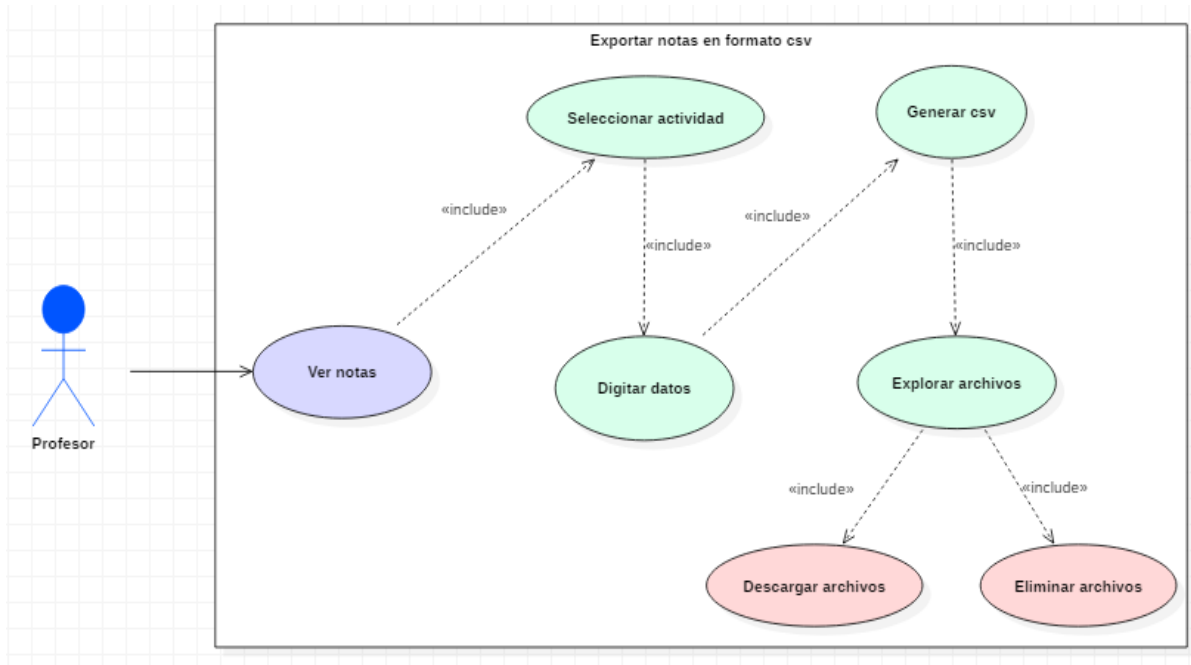 Exportar notas en formato csv
Seleccionar actividad
Generar csv
«include»
«include»
«include»
«include»
Ver notas
Digitar datos
Explorar archivos
Profesor
«include»
«include»
Descargar archivos
Eliminar archivos